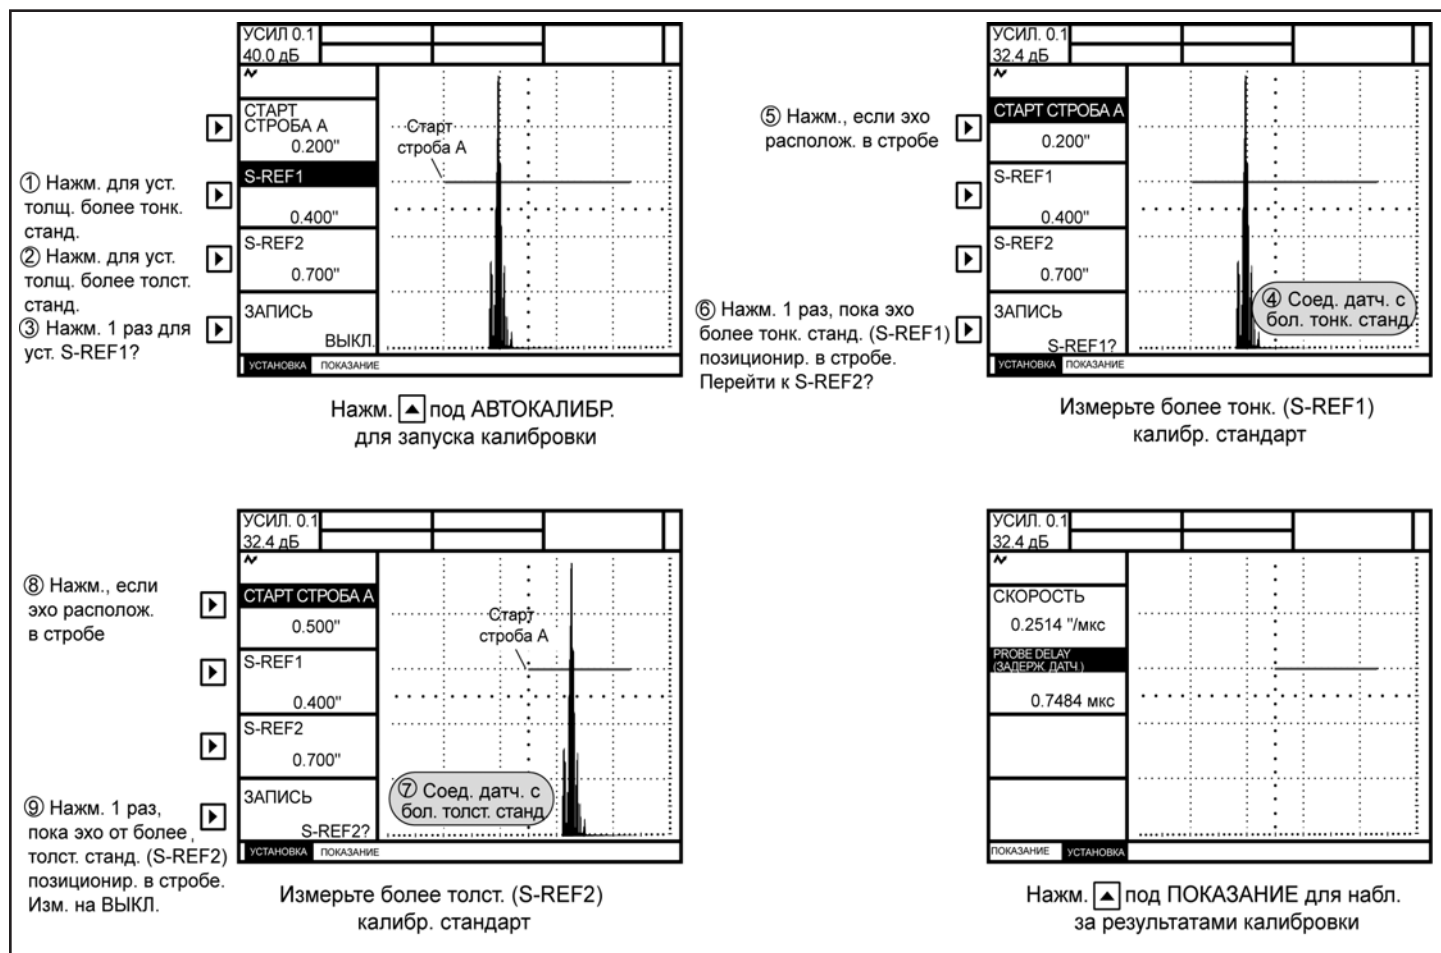 УСИЛ 0.1
40.0 дБ
СТАРТ
СТРОБА А
0.200"
S-REF1
0.400"
S-REF2
0.700"
ЗАПИСЬ
ВЫКЛ.
УСТАНОВКА ПОКАЗАНИЕ
Старт
строба А
① Нажм. для уст.
толщ. более тонк.
станд.
② Нажм. для уст.
толщ. более толст.
станд.
③ Нажм. 1 раз для
уст. S-REF1?
Нажм. ▲ под АВТОКАЛИБР.
для запуска калибровки
УСИЛ. 0.1
32.4 дБ
СТАРТ СТРОБА А
0.200"
S-REF1
0.400"
S-REF2
0.700"
ЗАПИСЬ
S-REF1?
УСТАНОВКА ПОКАЗАНИЕ
④ Соед. датч. с
бол. тонк. станд.
⑤ Нажм., если эхо
располож. в стробе
⑥ Нажм. 1 раз, пока эхо
более тонк. станд. (S-REF1)
позиционир. в стробе.
Перейти к S-REF2?
Измерьте более тонк. (S-REF1)
калибр. стандарт
УСИЛ. 0.1
32.4 дБ
СТАРТ СТРОБА А
0.500"
S-REF1
0.400"
S-REF2
0.700"
ЗАПИСЬ
S-REF2?
УСТАНОВКА ПОКАЗАНИЕ
Старт
строба А
⑦ Соед. датч. с
бол. толст. станд.
⑧ Нажм., если
эхо располож.
в стробе
⑨ Нажм. 1 раз,
пока эхо от более
толст. станд. (S-REF2)
позиционир. в стробе.
Изм. на ВЫКЛ.
Измерьте более толст. (S-REF2)
калибр. стандарт
УСИЛ. 0.1
32.4 дБ
СКОРОСТЬ
0.2514 "/мкс
PROBE DELAY
(ЗАДЕРЖ. ДАТЧ.)
0.7484 мкс
ПОКАЗАНИЕ УСТАНОВКА
Нажм. ▲ под ПОКАЗАНИЕ для набл.
за результатами калибровки